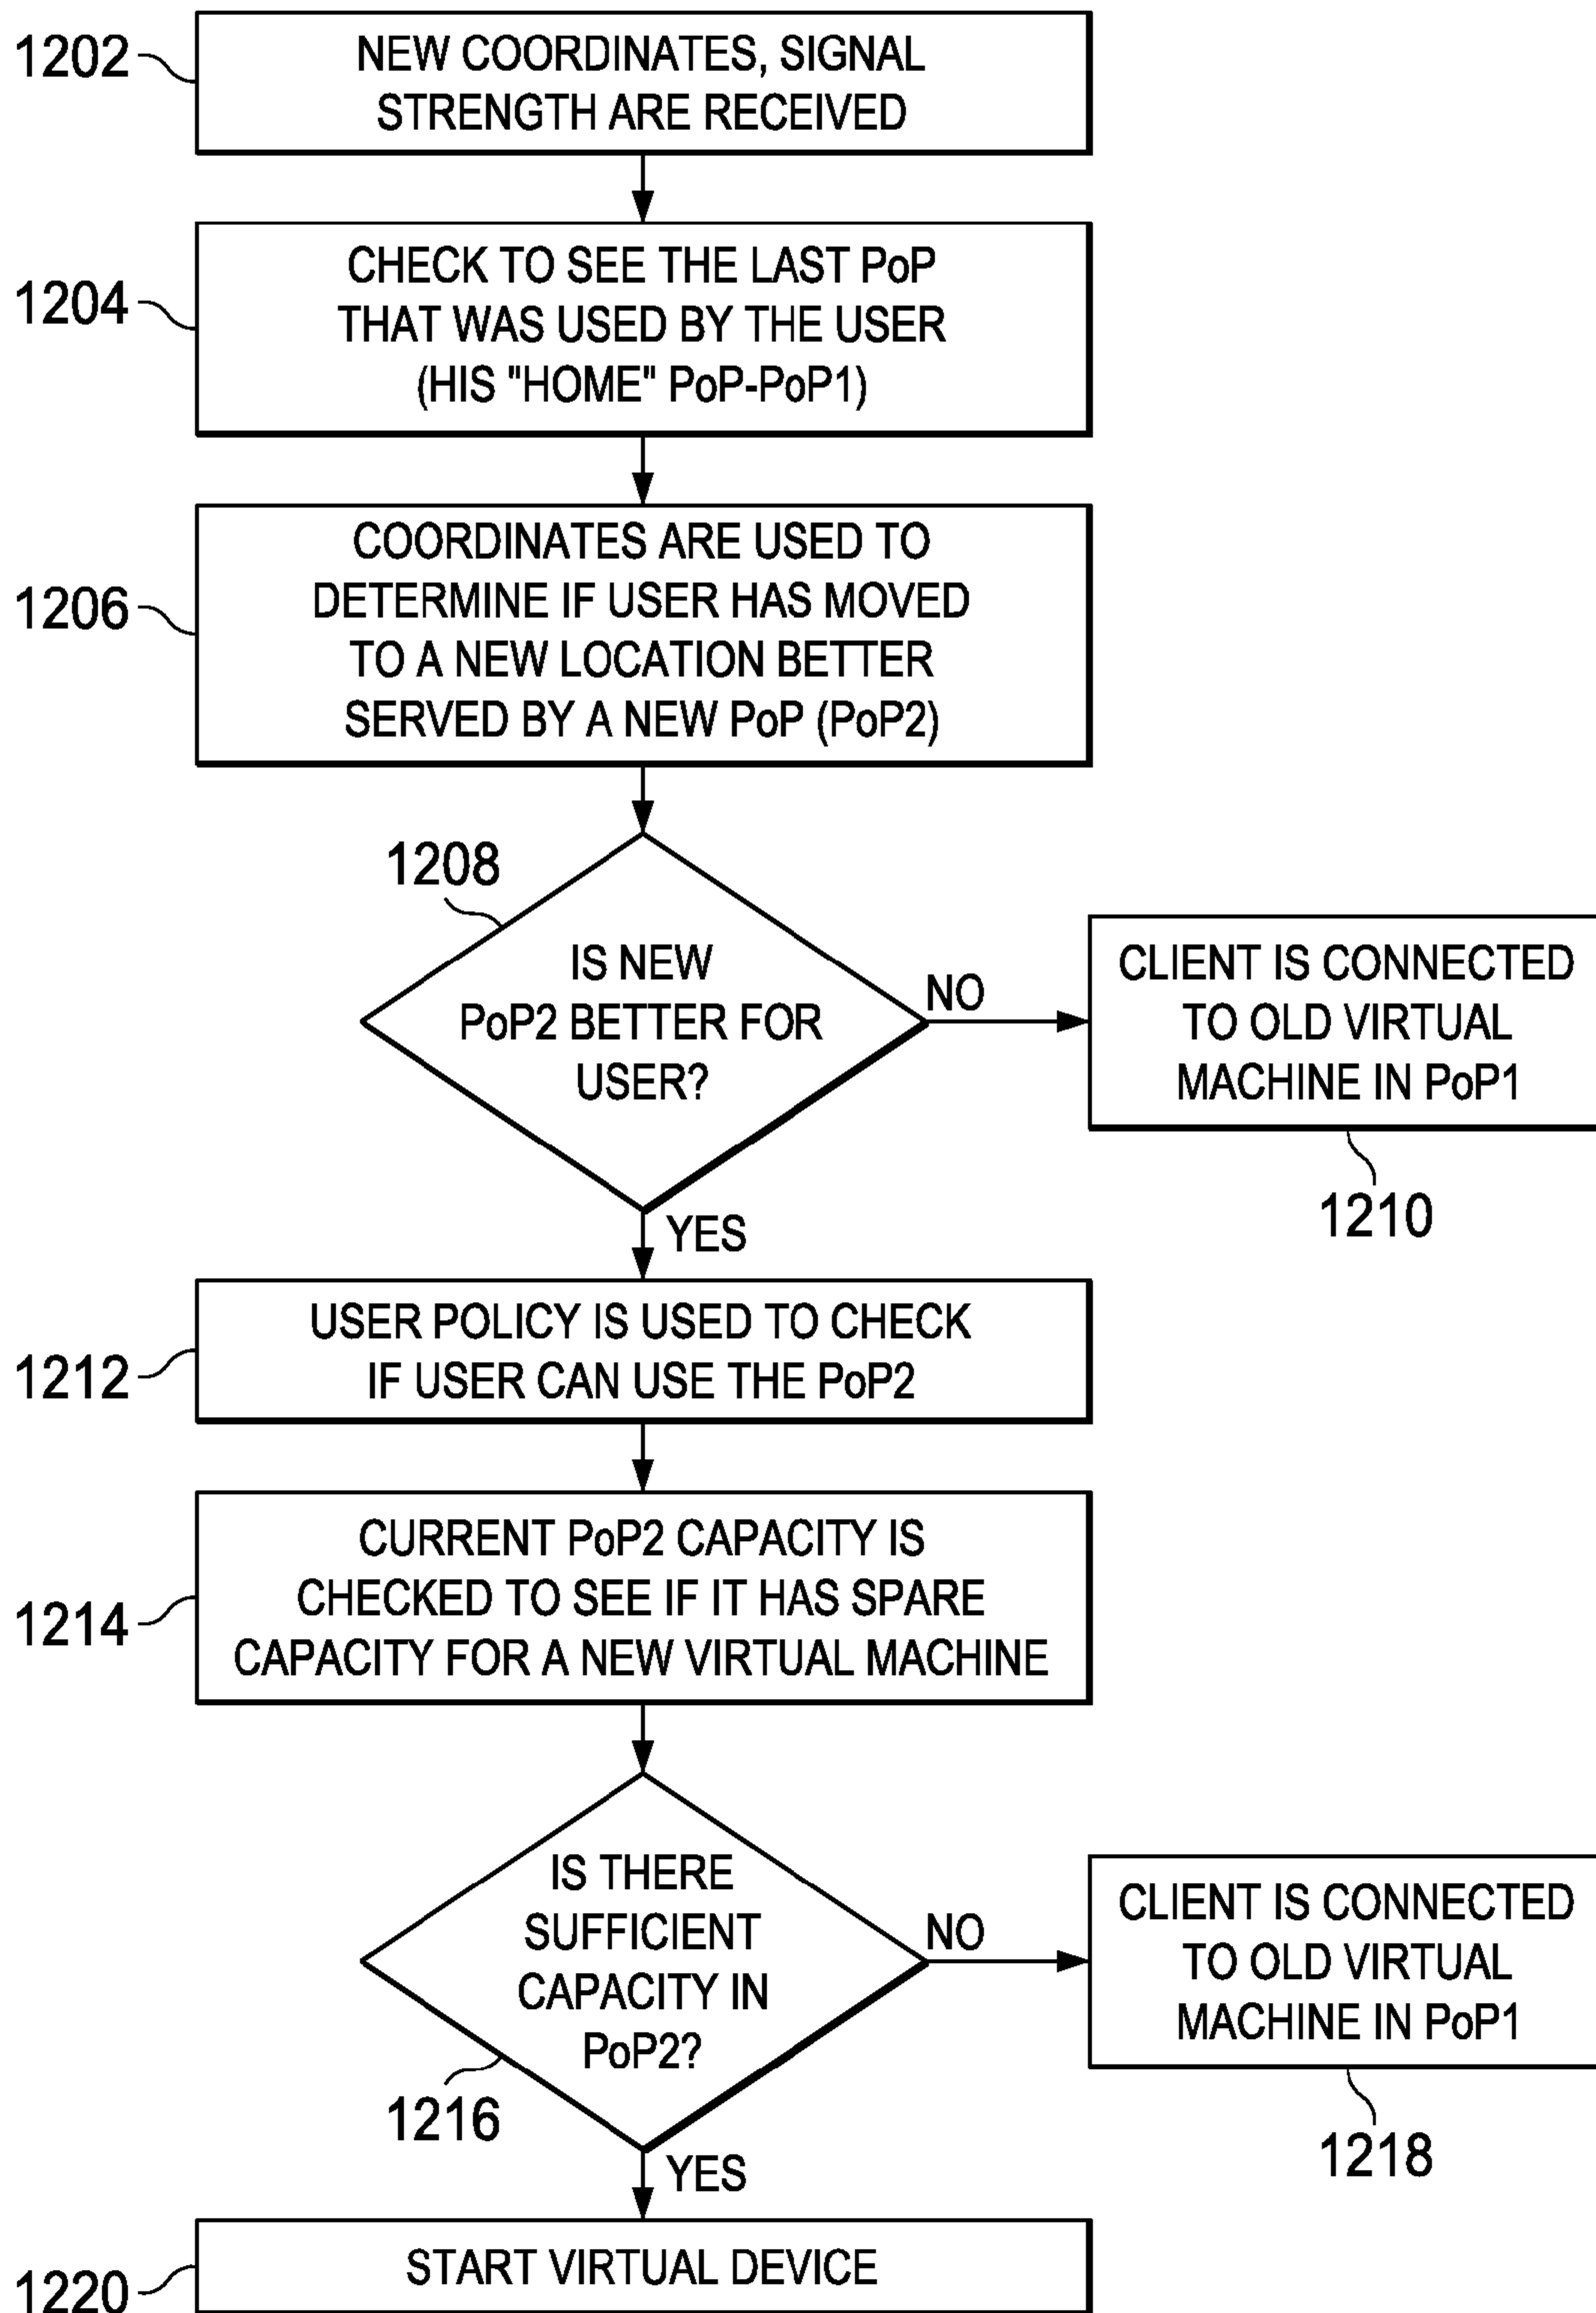 1202
NEW COORDINATES, SIGNAL
STRENGTH ARE RECEIVED
1204
CHECK TO SEE THE LAST PoP
THAT WAS USED BY THE USER
(HIS "HOME" PoP-PoP1)
1206
COORDINATES ARE USED TO
DETERMINE IF USER HAS MOVED
TO A NEW LOCATION BETTER
SERVED BY A NEW PoP (PoP2)
1208
IS NEW
PoP2 BETTER FOR
USER?
NO
CLIENT IS CONNECTED
TO OLD VIRTUAL
MACHINE IN PoP1
1210
YES
1212
USER POLICY IS USED TO CHECK
IF USER CAN USE THE PoP2
1214
CURRENT PoP2 CAPACITY IS
CHECKED TO SEE IF IT HAS SPARE
CAPACITY FOR A NEW VIRTUAL MACHINE
IS THERE
SUFFICIENT
CAPACITY IN
PoP2?
1216
NO
CLIENT IS CONNECTED
TO OLD VIRTUAL
MACHINE IN PoP1
1218
YES
START VIRTUAL DEVICE
1220